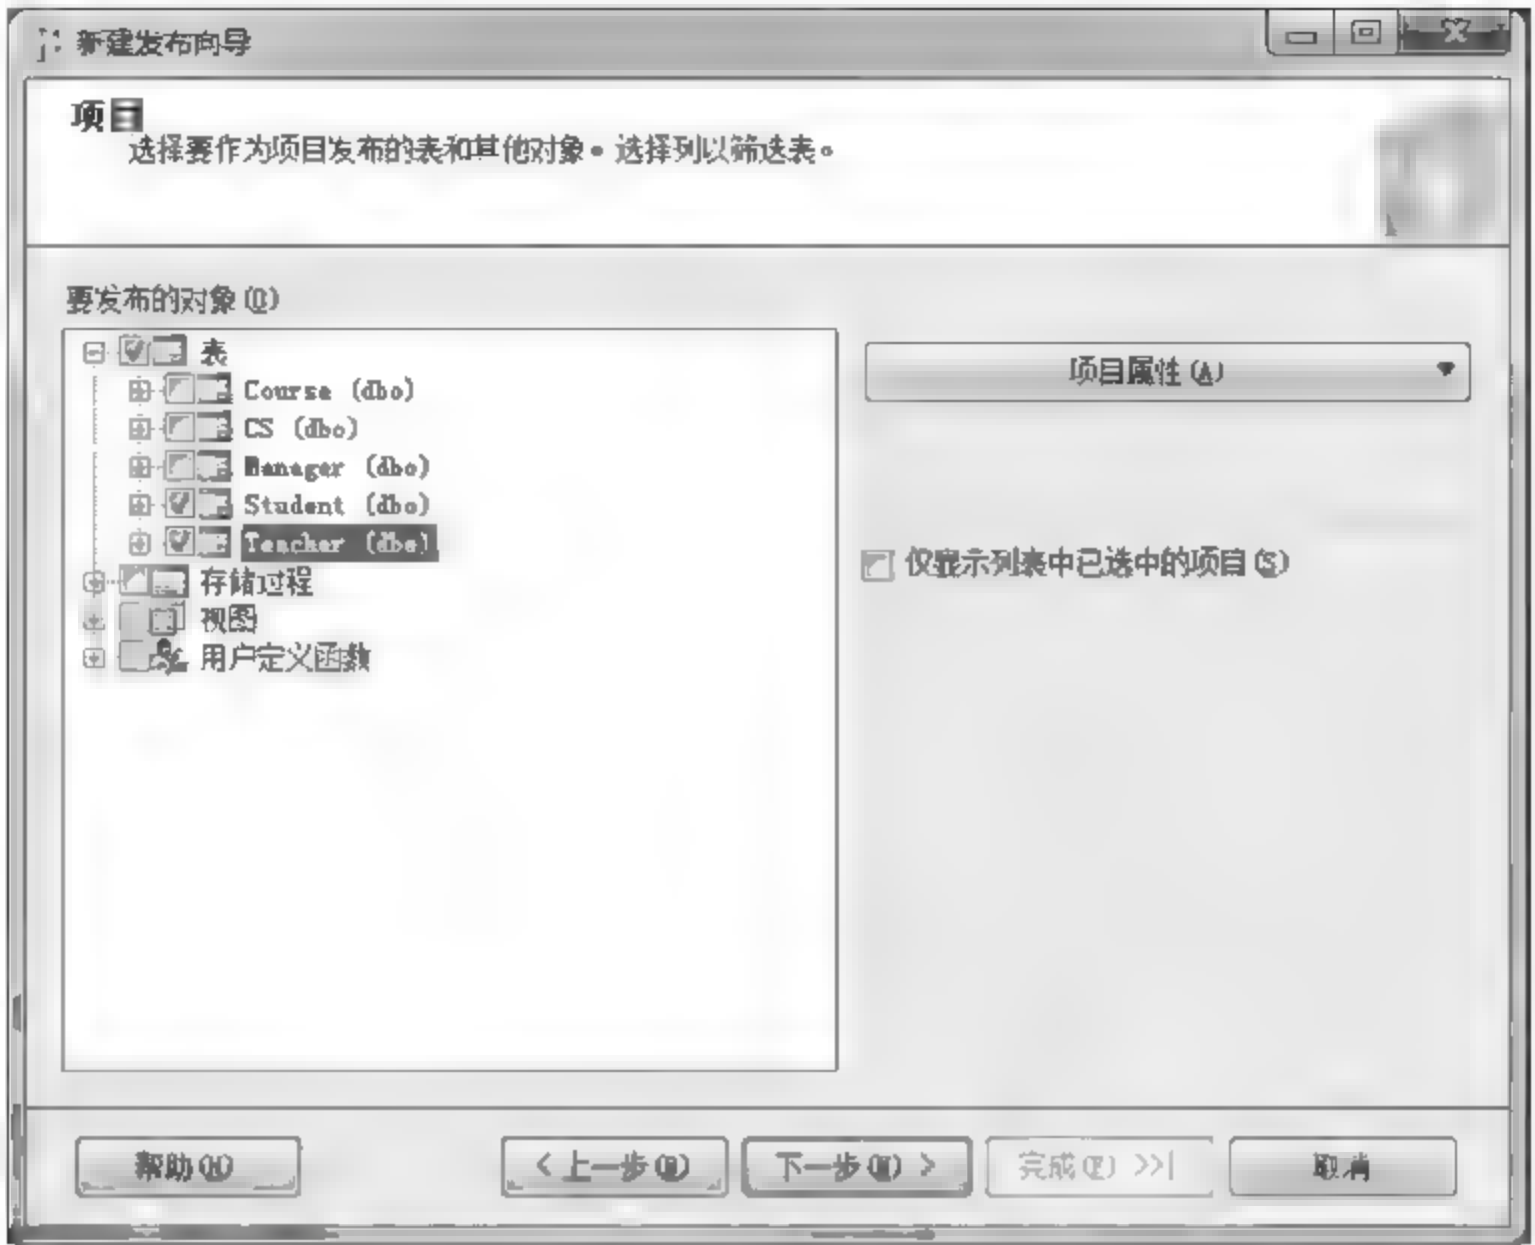 新建发布向导
项目
选择要作为项目发布的表和其他对象。选择列以筛选表。
要发布的对象(O)
表
Course (dbo)
CS (dbo)
Manager (dbo)
Student (dbo)
Teacher (dbo)
存储过程
视图
用户定义函数
项目属性(A)
仅显示列表中已选中的项目(S)
帮助(H)
< 上一步(B)
下一步(N) >
完成(F) >>|
取消